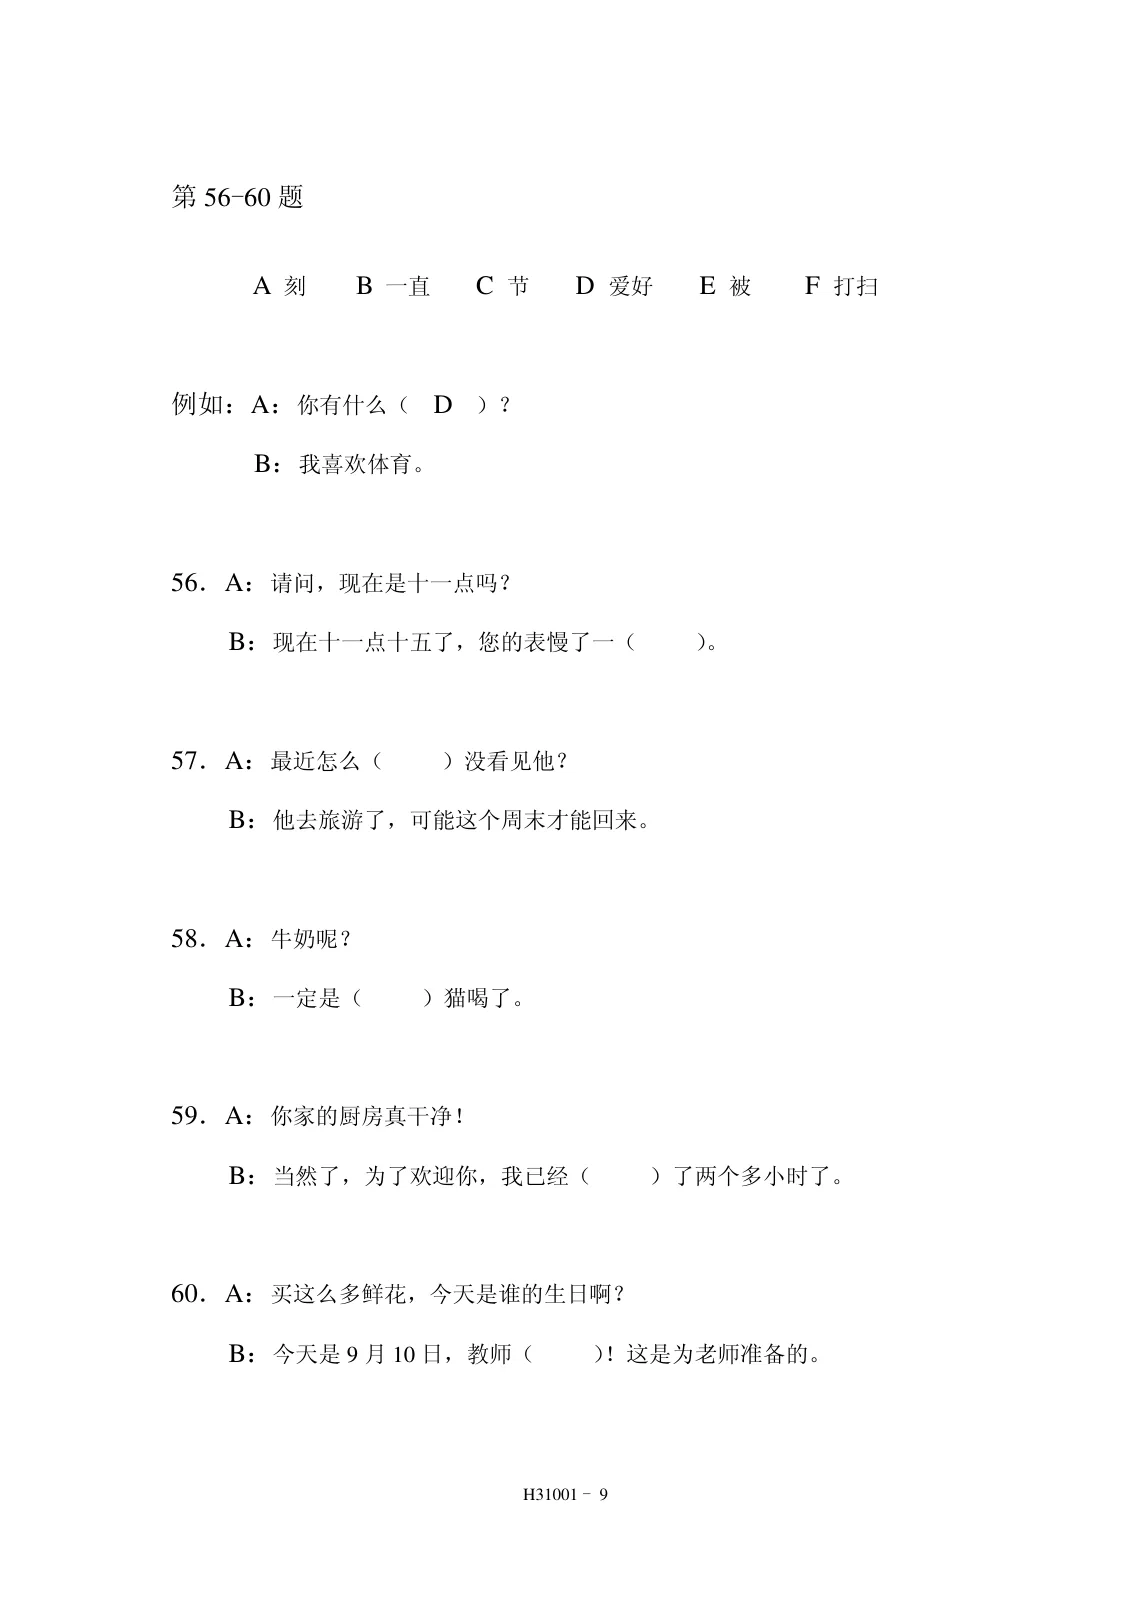 第 56-60 题
A 刻 B 一直 C 节 D 爱好 E 被 F 打扫
例如：A：你有什么（ D ）？
B：我喜欢体育。
56．A：请问，现在是十一点吗？
B：现在十一点十五了，您的表慢了一（ ）。
57．A：最近怎么（ ）没看见他？
B：他去旅游了，可能这个周末才能回来。
58．A：牛奶呢？
B：一定是（ ）猫喝了。
59．A：你家的厨房真干净！
B：当然了，为了欢迎你，我已经（ ）了两个多小时了。
60．A：买这么多鲜花，今天是谁的生日啊？
B：今天是 9 月 10 日，教师（ ）！这是为老师准备的。
H31001- 9